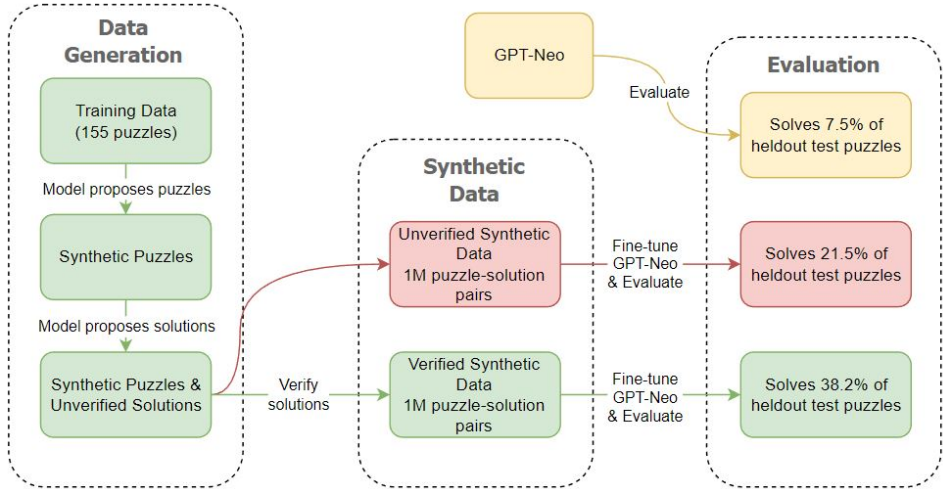 Data
Generation
Training Data
(155 puzzles)
Model proposes puzzles
Synthetic Puzzles
Model proposes solutions
Synthetic Puzzles &
Unverified Solutions
Verify
solutions
Synthetic
Data
Unverified Synthetic
Data
1M puzzle-solution
pairs
Verified Synthetic
Data
1M puzzle-solution
pairs
GPT-Neo
Evaluate
Fine-tune
GPT-Neo
& Evaluate
Fine-tune
GPT-Neo
& Evaluate
Evaluation
Solves 7.5% of
heldout test puzzles
Solves 21.5% of
heldout test puzzles
Solves 38.2% of
heldout test puzzles